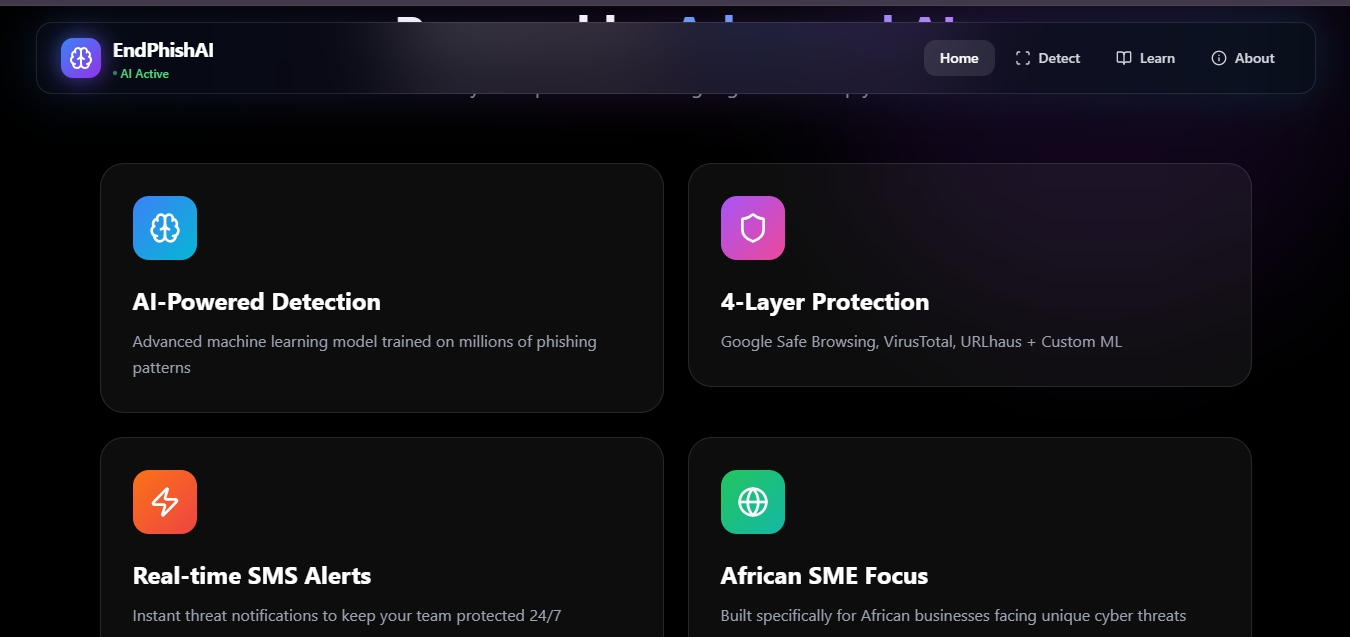 EndPhishAI
AI Active
Home
Detect
Learn
About
AI-Powered Detection
Advanced machine learning model trained on millions of phishing
patterns
4-Layer Protection
Google Safe Browsing, VirusTotal, URLhaus + Custom ML
Real-time SMS Alerts
Instant threat notifications to keep your team protected 24/7
African SME Focus
Built specifically for African businesses facing unique cyber threats